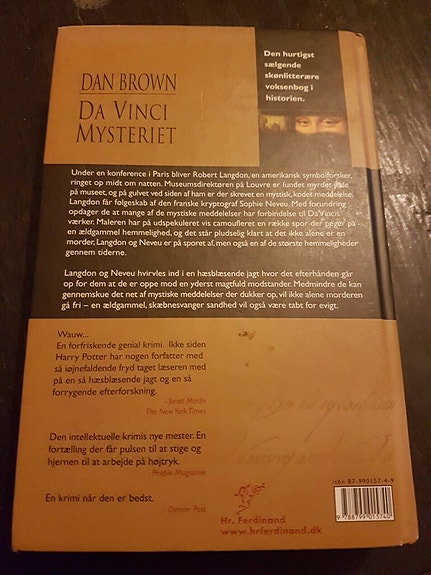 Den hurtigst
sælgende
skønlitterære
voksenbog i
historien.
DAN BROWN
DA VINCI
MYSTERIET
Under en konference i Paris bliver Robert Langdon, en amerikansk symbolforsker,
ringet op midt om natten. Museumsdirektøren på Louvre er fundet myrdet inde
på museet, og på gulvet ved siden af ham er der skrevet en mystisk, kodet meddelelse.
Langdon får følgeskab af den franske kryptograf Sophie Neveu. Med forundring
opdager de at mange af de mystiske meddelelser har forbindelse til Da Vincis
værker. Maleren har på udspekuleret vis camoufleret en række spor der peger på
en ældgammel hemmelighed, og det står pludselig klart at det ikke alene er en
morder, Langdon og Neveu er på sporet af, men også en af de største hemmeligheder
gennem tiderne.
Langdon og Neveu hvirvles ind i en hæsblæsende jagt hvor det efterhånden går
op for dem at de er oppe mod en yderst magtfuld modstander. Medmindre de kan
gennemskue det net af mystiske meddelelser der dukker op, vil ikke alene morderen
gå fri – en ældgammel, skæbnesvanger sandhed vil også være tabt for evigt.
Wauw...
En forfriskende genial krimi. Ikke siden
Harry Potter har nogen forfatter med
så iøjnefaldende fryd taget læseren med
på en så hæsblæsende jagt og en så
forrygende efterforskning.
- Janet Maslin
The New York Times
Den intellektuelle krimis nye mester. En
fortælling der får pulsen til at stige og
hjernen til at arbejde på højtryk.
- People Magazine
En krimi når den er bedst.
- Denver Post
Hr. Ferdinand
www.hrferdinand.dk
isbn 87-990157-4-9
9 788799 015740